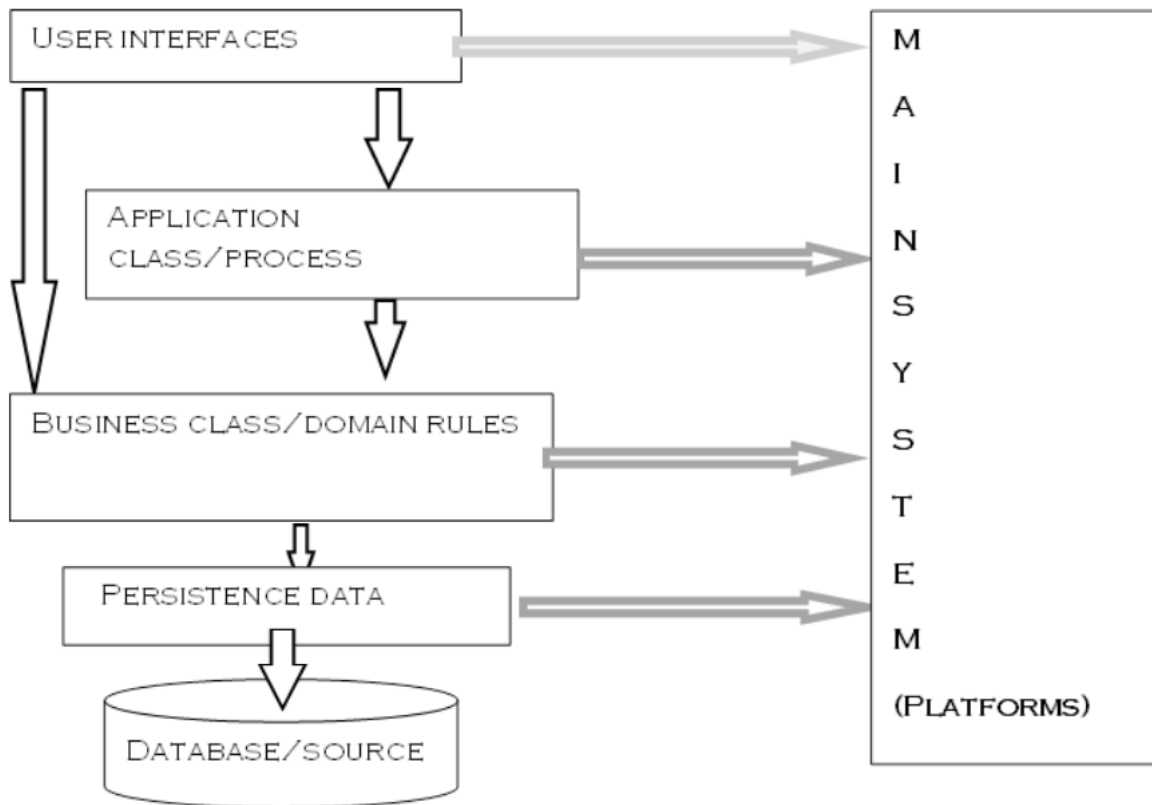 User interfaces
Application
class/process
Business class/domain rules
Persistence data
Database/source
M
A
I
N
S
Y
S
T
E
M
(Platforms)